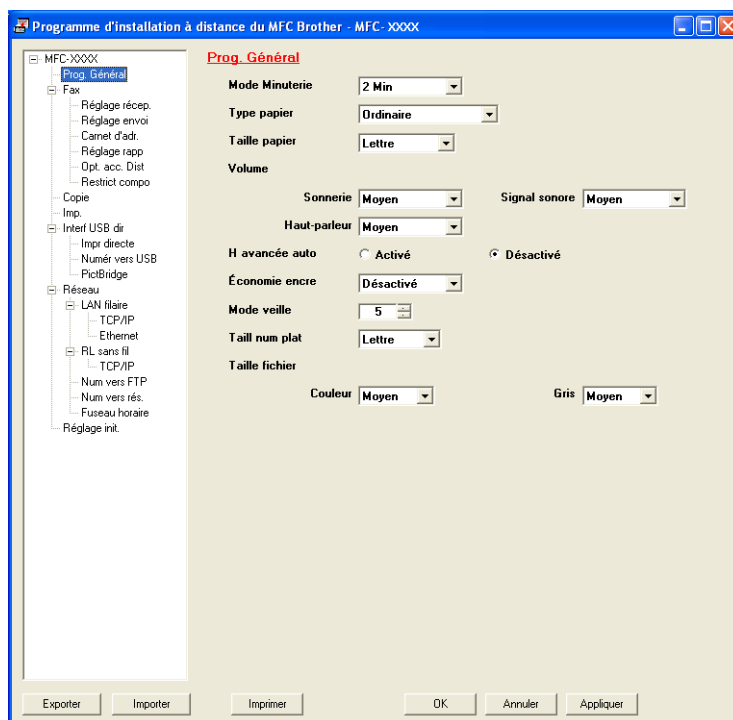 Programme d'installation à distance du MFC Brother - MFC- XXXX
MFC-XXXX
Prog. Général
Fax
Réglage récep.
Réglage envoi
Carnet d'adr.
Réglage rapp
Opt. acc. Dist
Restrict compo
Copie
Imp.
Interf USB dir
Impr directe
Numér vers USB
PictBridge
Réseau
LAN filaire
TCP/IP
Ethernet
RL sans fil
TCP/IP
Num vers FTP
Num vers rés.
Fuseau horaire
Réglage init.
Prog. Général
Mode Minuterie 2 Min
Type papier Ordinaire
Taille papier Lettre
Volume
Sonnerie Moyen Signal sonore Moyen
Haut-parleur Moyen
H avancée auto Activé Désactivé
Économie encre Désactivé
Mode veille 5
Taill num plat Lettre
Taille fichier
Couleur Moyen Gris Moyen
Exporter Importer Imprimer OK Annuler Appliquer